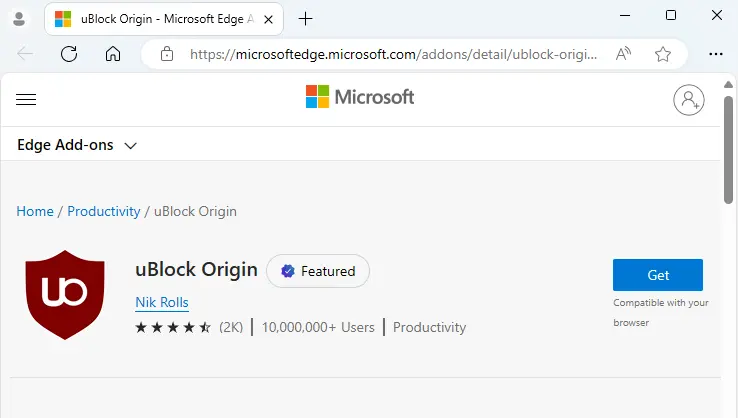 uBlock Origin - Microsoft Edge A
https://microsoftedge.microsoft.com/addons/detail/ublock-origi...
Microsoft
Edge Add-ons
Home / Productivity / uBlock Origin
uBlock Origin
Featured
Get
Nik Rolls
Compatible with your
browser
(2K) | 10,000,000+ Users | Productivity